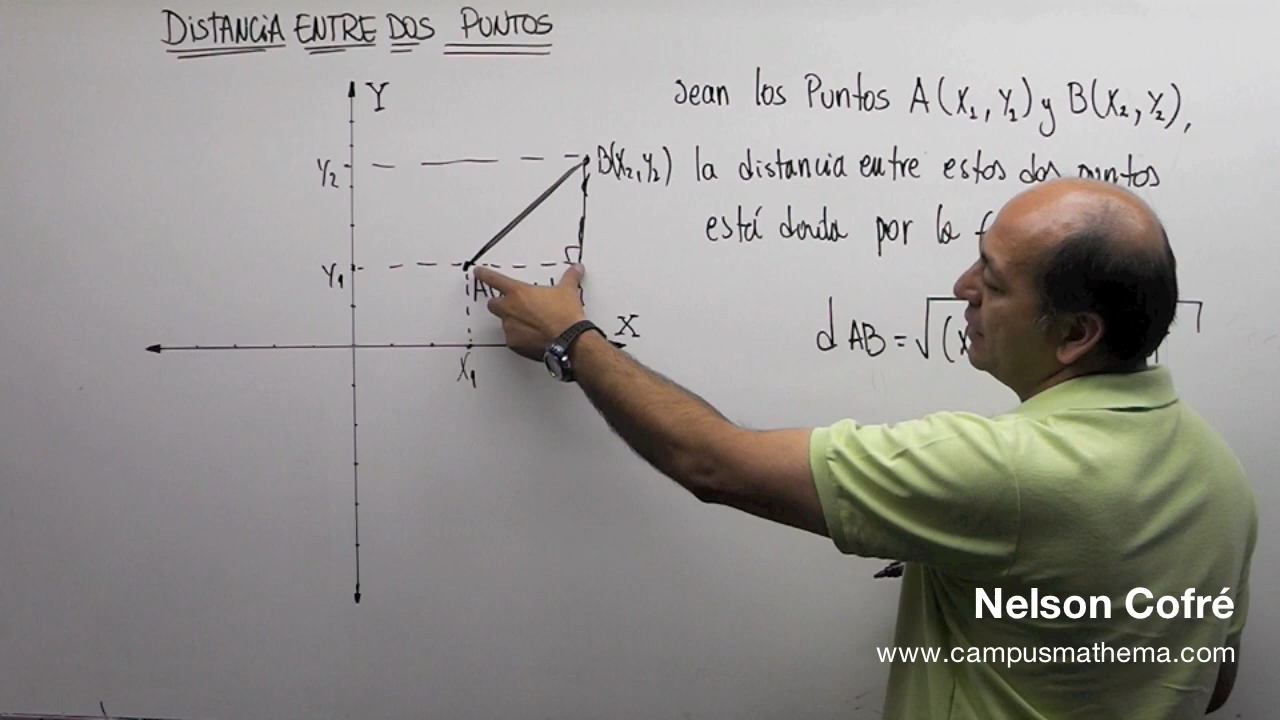 DISTANCIA ENTRE DOS PUNTOS
Y
Sean los Puntos A(X₁, Y₁) y B(X₂, Y₂),
Y₂
B(X₂, Y₂)
la distancia entre estos dos puntos
está dada por la
Y₁
A
X
X₁
d AB = √(x
Nelson Cofré
www.campusmathema.com